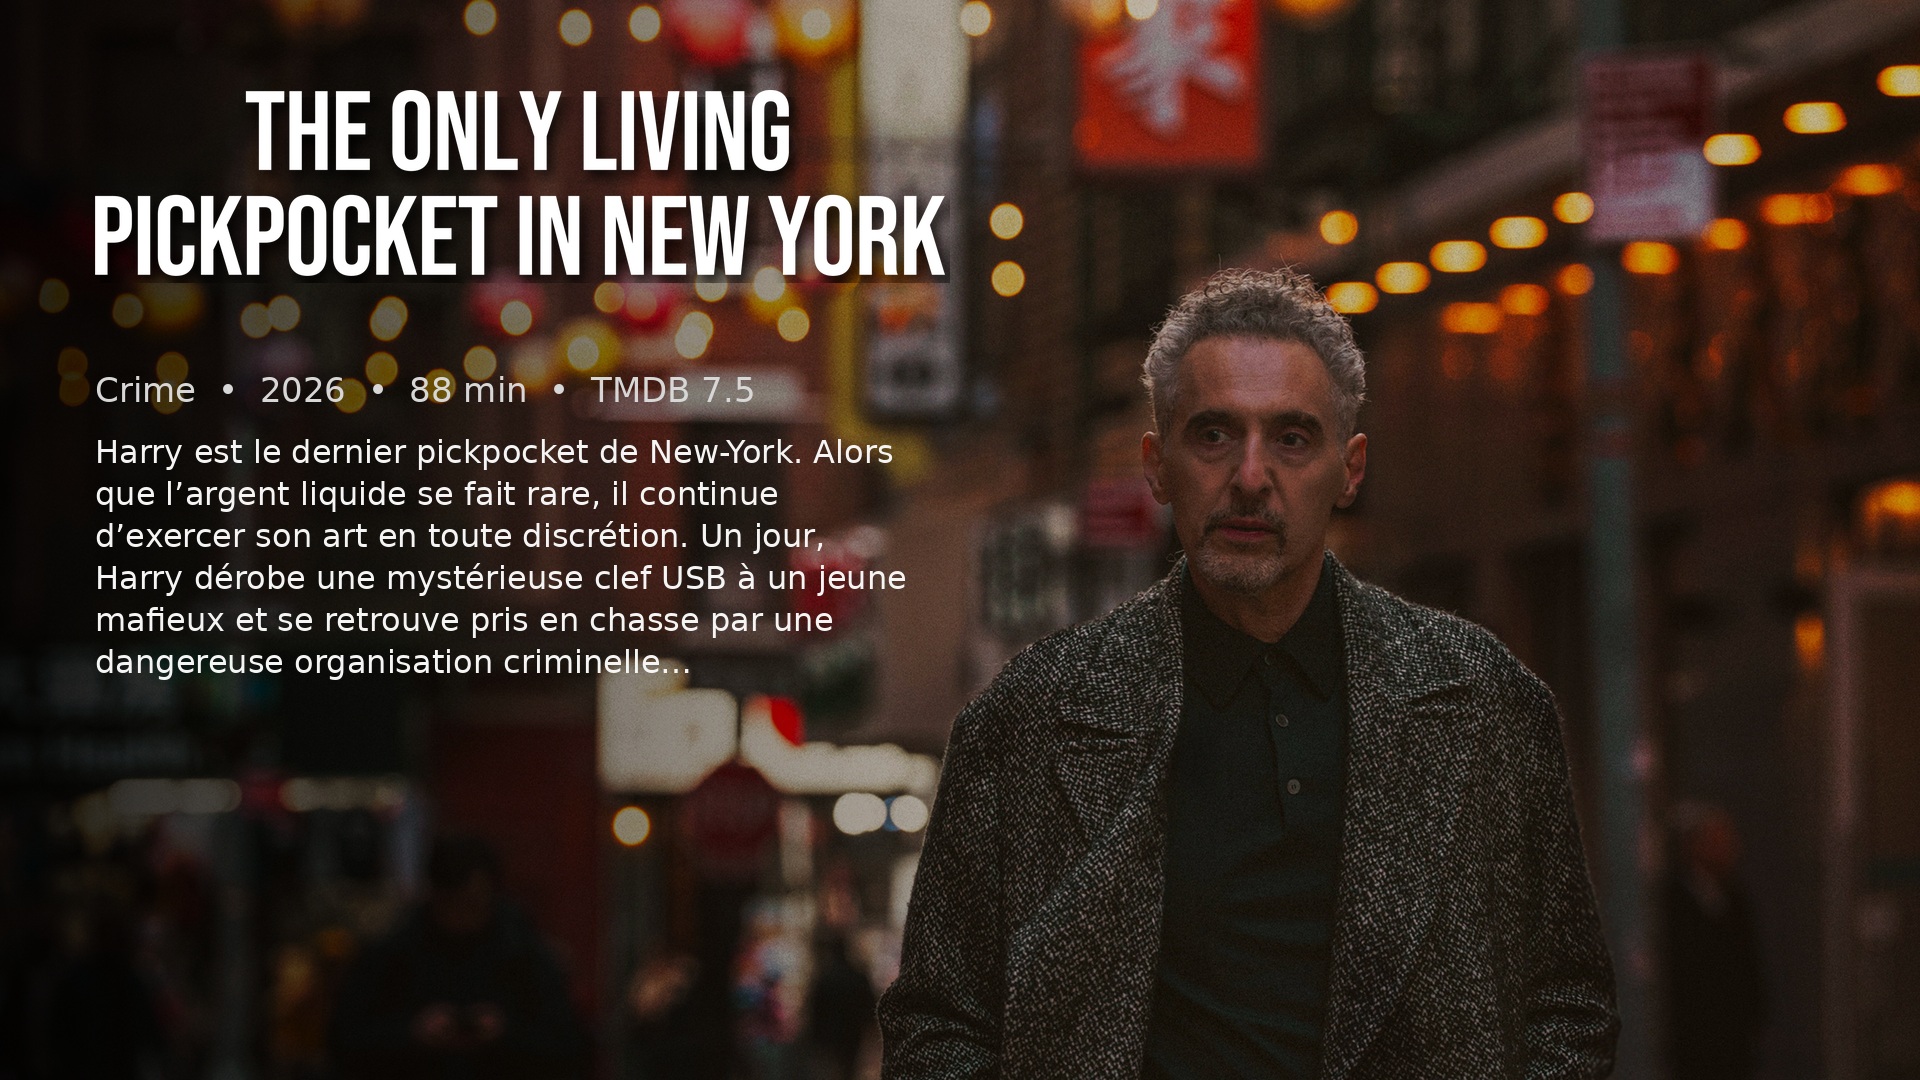 THE ONLY LIVING
PICKPOCKET IN NEW YORK
Crime • 2026 • 88 min • TMDB 7.5
Harry est le dernier pickpocket de New-York. Alors
que l’argent liquide se fait rare, il continue
d’exercer son art en toute discrétion. Un jour,
Harry dérobe une mystérieuse clef USB à un jeune
mafieux et se retrouve pris en chasse par une
dangereuse organisation criminelle...